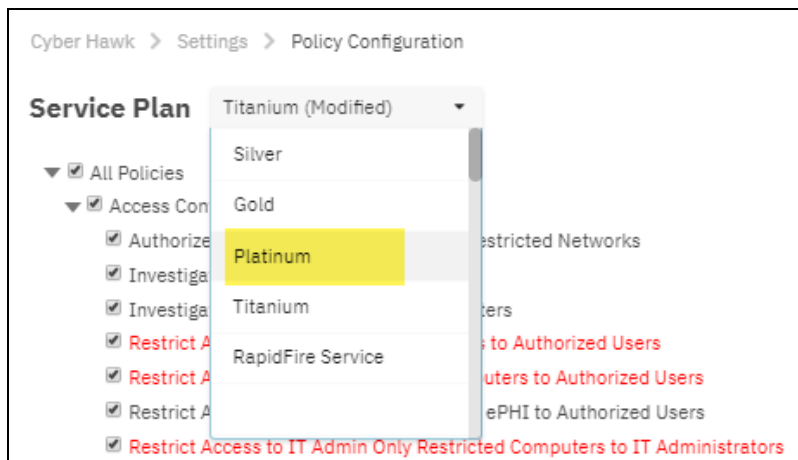 Cyber Hawk > Settings > Policy Configuration
Service Plan Titanium (Modified)
Silver
All Policies
Access Con Gold
Authorize Platinum estricted Networks
Investiga
Investiga Titanium ters
Restrict A s to Authorized Users
RapidFire Service
Restrict A uters to Authorized Users
Restrict A ePHI to Authorized Users
Restrict Access to IT Admin Only Restricted Computers to IT Administrators